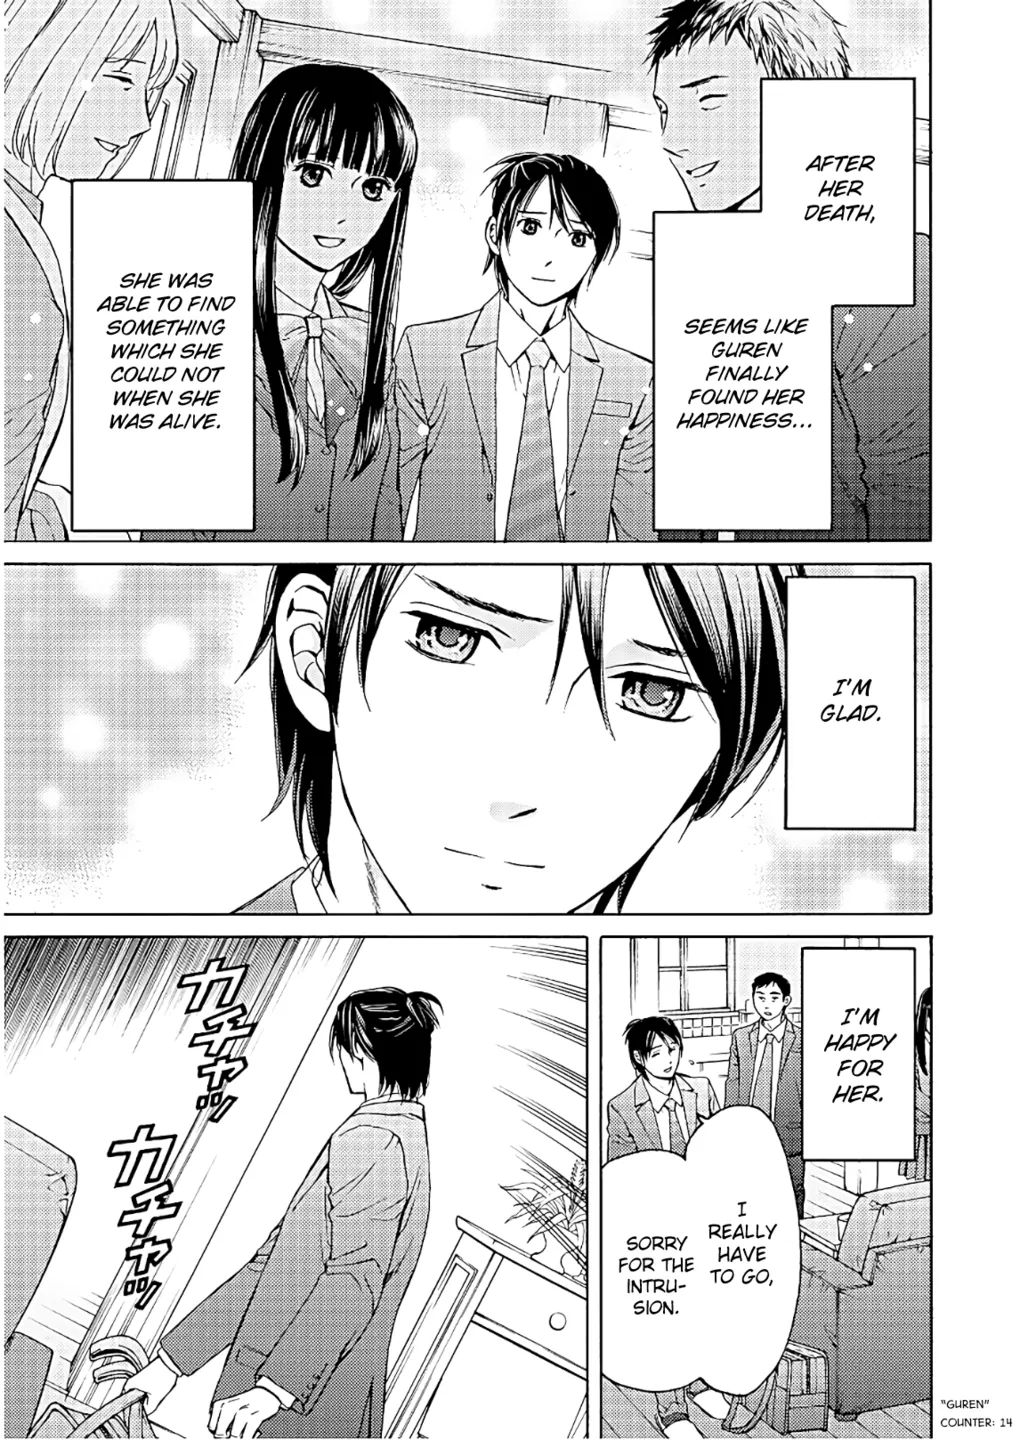 AFTER
HER
DEATH,
SEEMS LIKE
GUREN
FINALLY
FOUND HER
HAPPINESS...
SHE WAS
ABLE TO FIND
SOMETHING
WHICH SHE
COULD NOT
WHEN SHE
WAS ALIVE.
I'M
GLAD.
I'M
HAPPY
FOR
HER.
I
REALLY
HAVE
TO GO,
SORRY
FOR THE
INTRU-
SION.
ガチャッ
ガチャッ
"GUREN"
COUNTER: 14